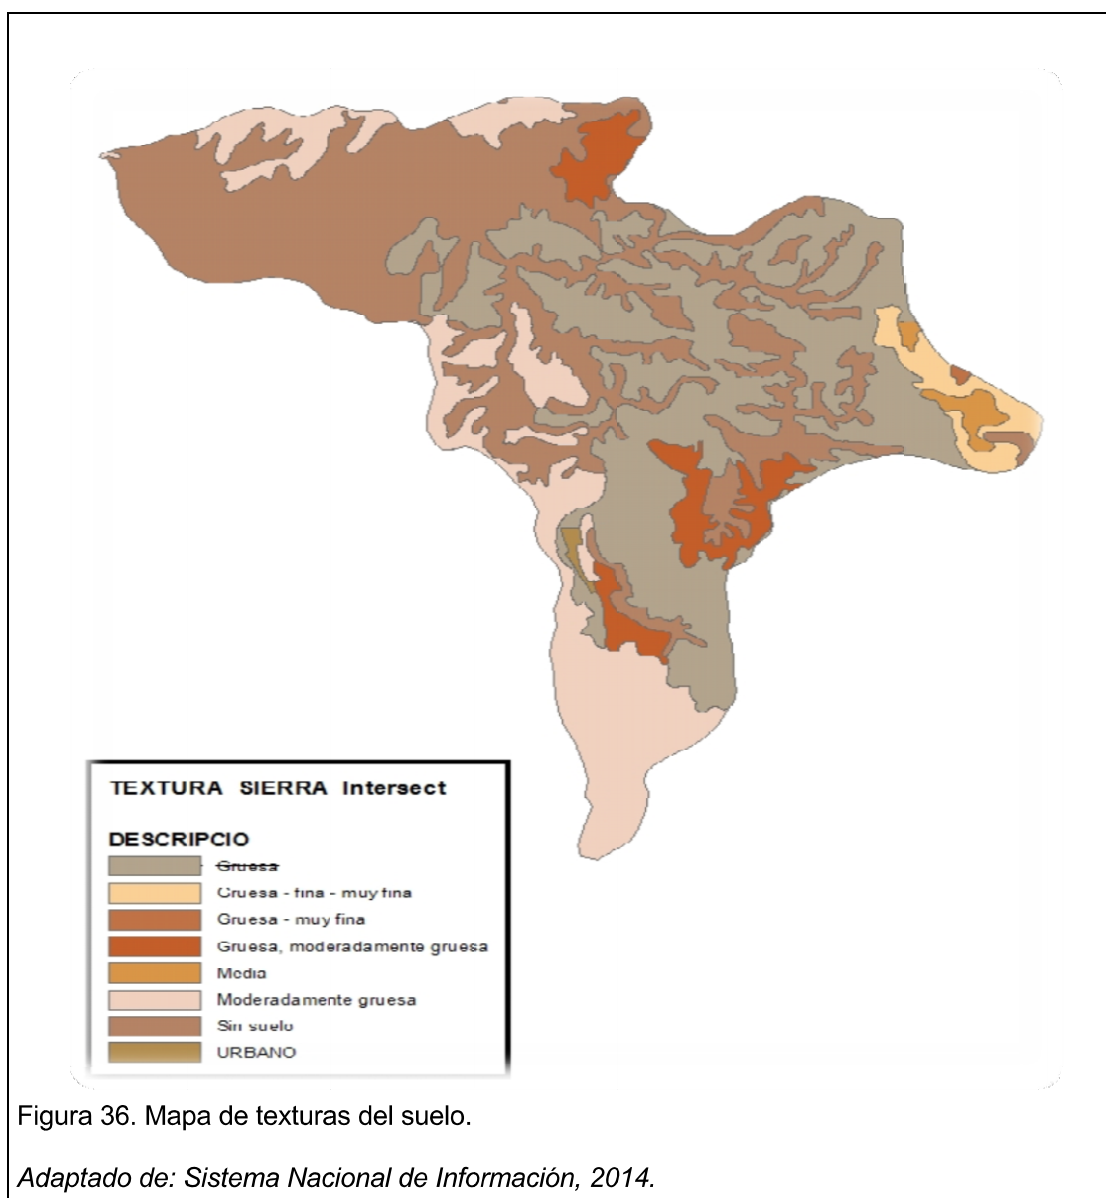 TEXTURA SIERRA Intersect
DESCRIPCIO
Gruesa
Gruesa - fina - muy fina
Gruesa - muy fina
Gruesa, moderadamente gruesa
Media
Moderadamente gruesa
Sin suelo
URBANO
Figura 36. Mapa de texturas del suelo.
Adaptado de: Sistema Nacional de Información, 2014.